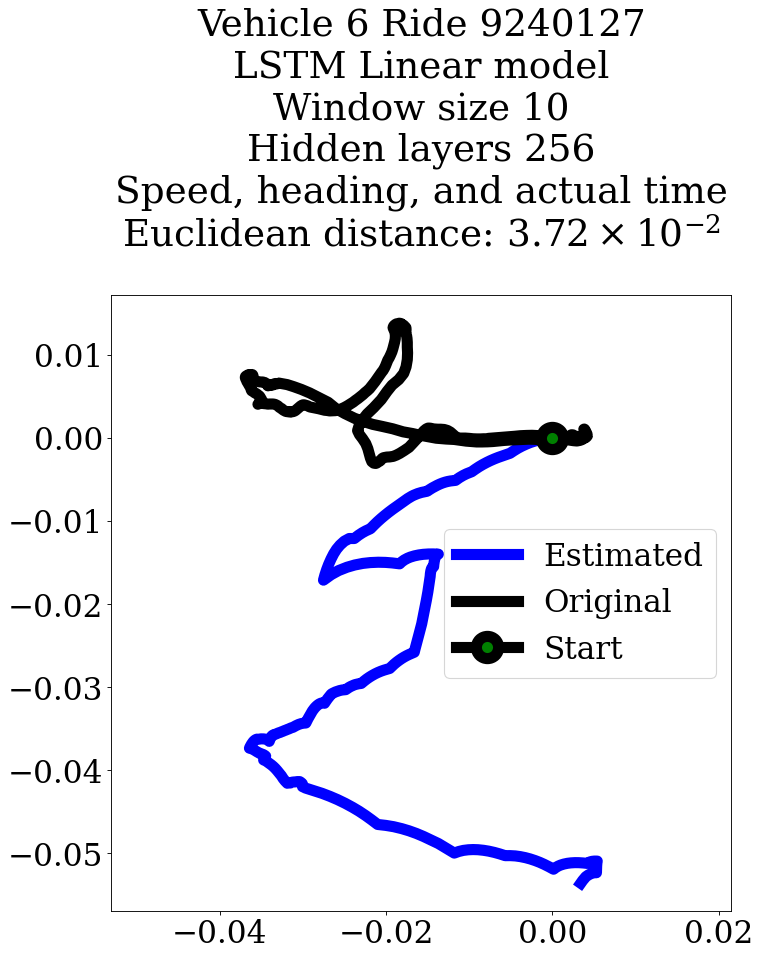 Vehicle 6 Ride 9240127
LSTM Linear model
Window size 10
Hidden layers 256
Speed, heading, and actual time
Euclidean distance: 3.72 × 10⁻²
0.01
0.00
−0.01
−0.02
−0.03
−0.04
−0.05
Estimated
Original
Start
−0.04
−0.02
0.00
0.02